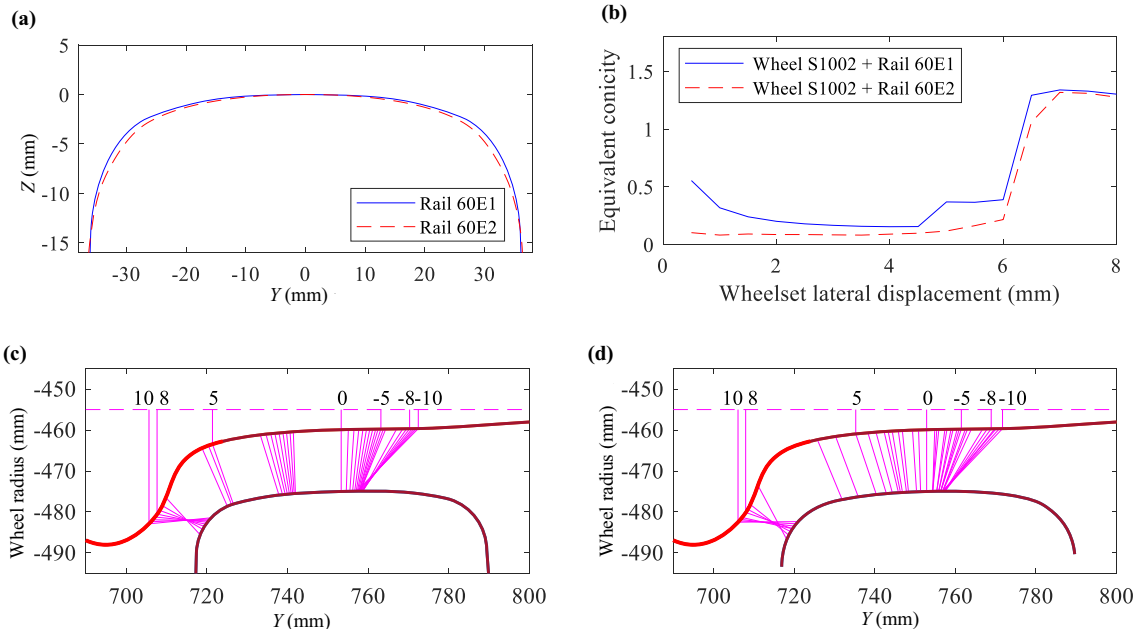 (a)
5
0
-5
-10
-15
Z (mm)
-30 -20 -10 0 10 20 30
Y (mm)
Rail 60E1
Rail 60E2
(b)
1.5
1
0.5
0
Equivalent conicity
0 2 4 6 8
Wheelset lateral displacement (mm)
Wheel S1002 + Rail 60E1
Wheel S1002 + Rail 60E2
(c)
-450
-460
-470
-480
-490
Wheel radius (mm)
10 8 5 0 -5 -8 -10
700 720 740 760 780 800
Y (mm)
(d)
-450
-460
-470
-480
-490
Wheel radius (mm)
10 8 5 0 -5 -8 -10
700 720 740 760 780 800
Y (mm)